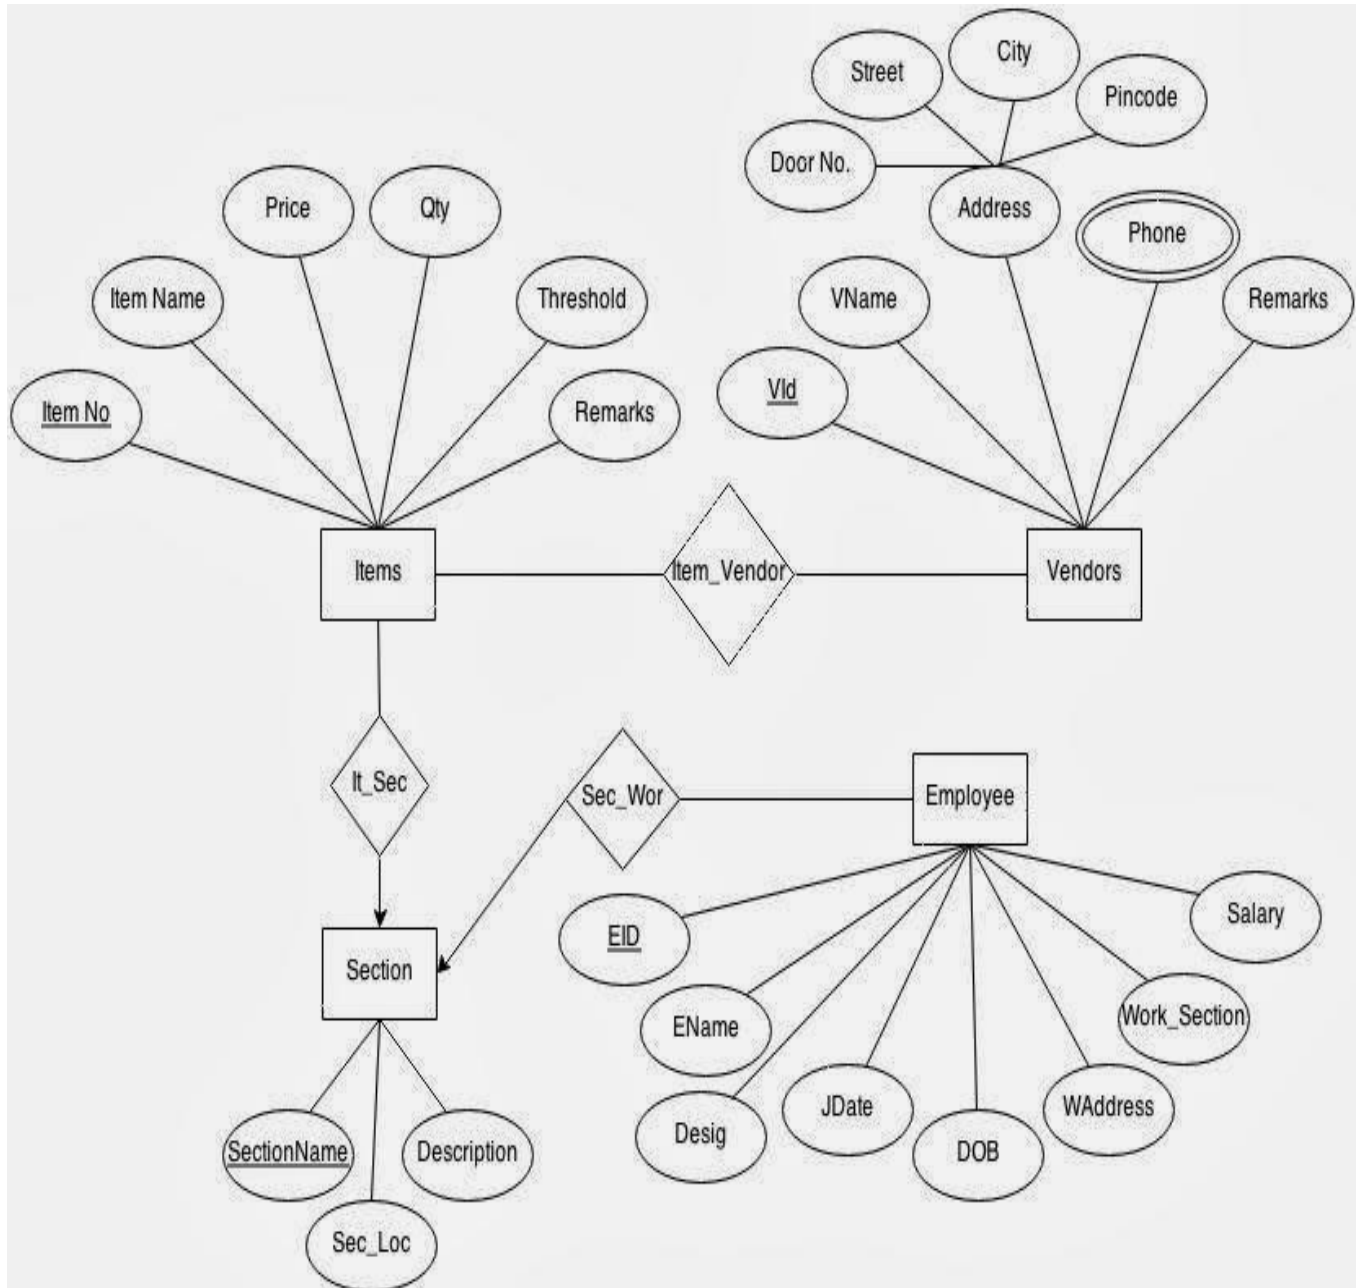 City
Street
Pincode
Door No.
Price
Qty
Address
Phone
Item Name
Threshold
VName
Remarks
Item No
Remarks
VId
Items
Item_Vendor
Vendors
It_Sec
Sec_Wor
Employee
Salary
EID
Section
Work_Section
EName
JDate
WAddress
Desig
SectionName
Description
DOB
Sec_Loc